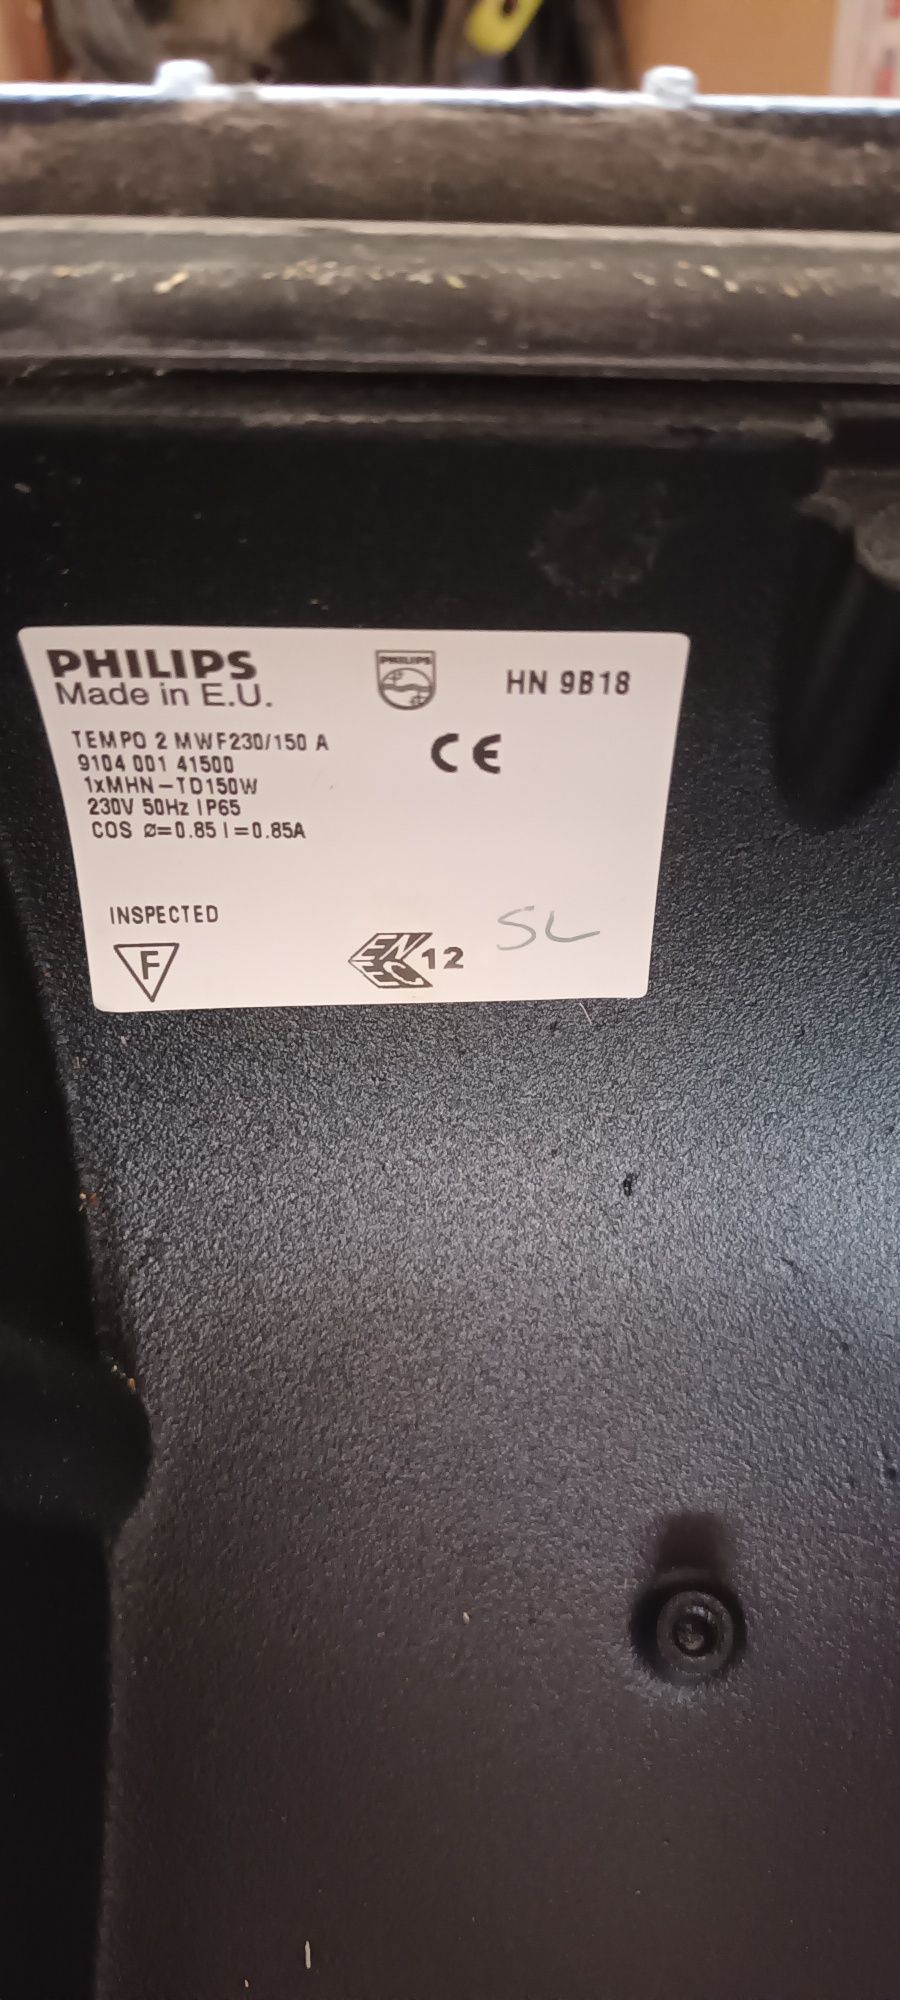 PHILIPS
Made in E.U.
PHILIPS
HN 9B18
TEMPO 2 MWF230/150 A
9104 001 41500
1xMHN-TD150W
230V 50Hz IP65
COS ø=0.85 I=0.85A
CE
INSPECTED
F
ENEC 12
SL